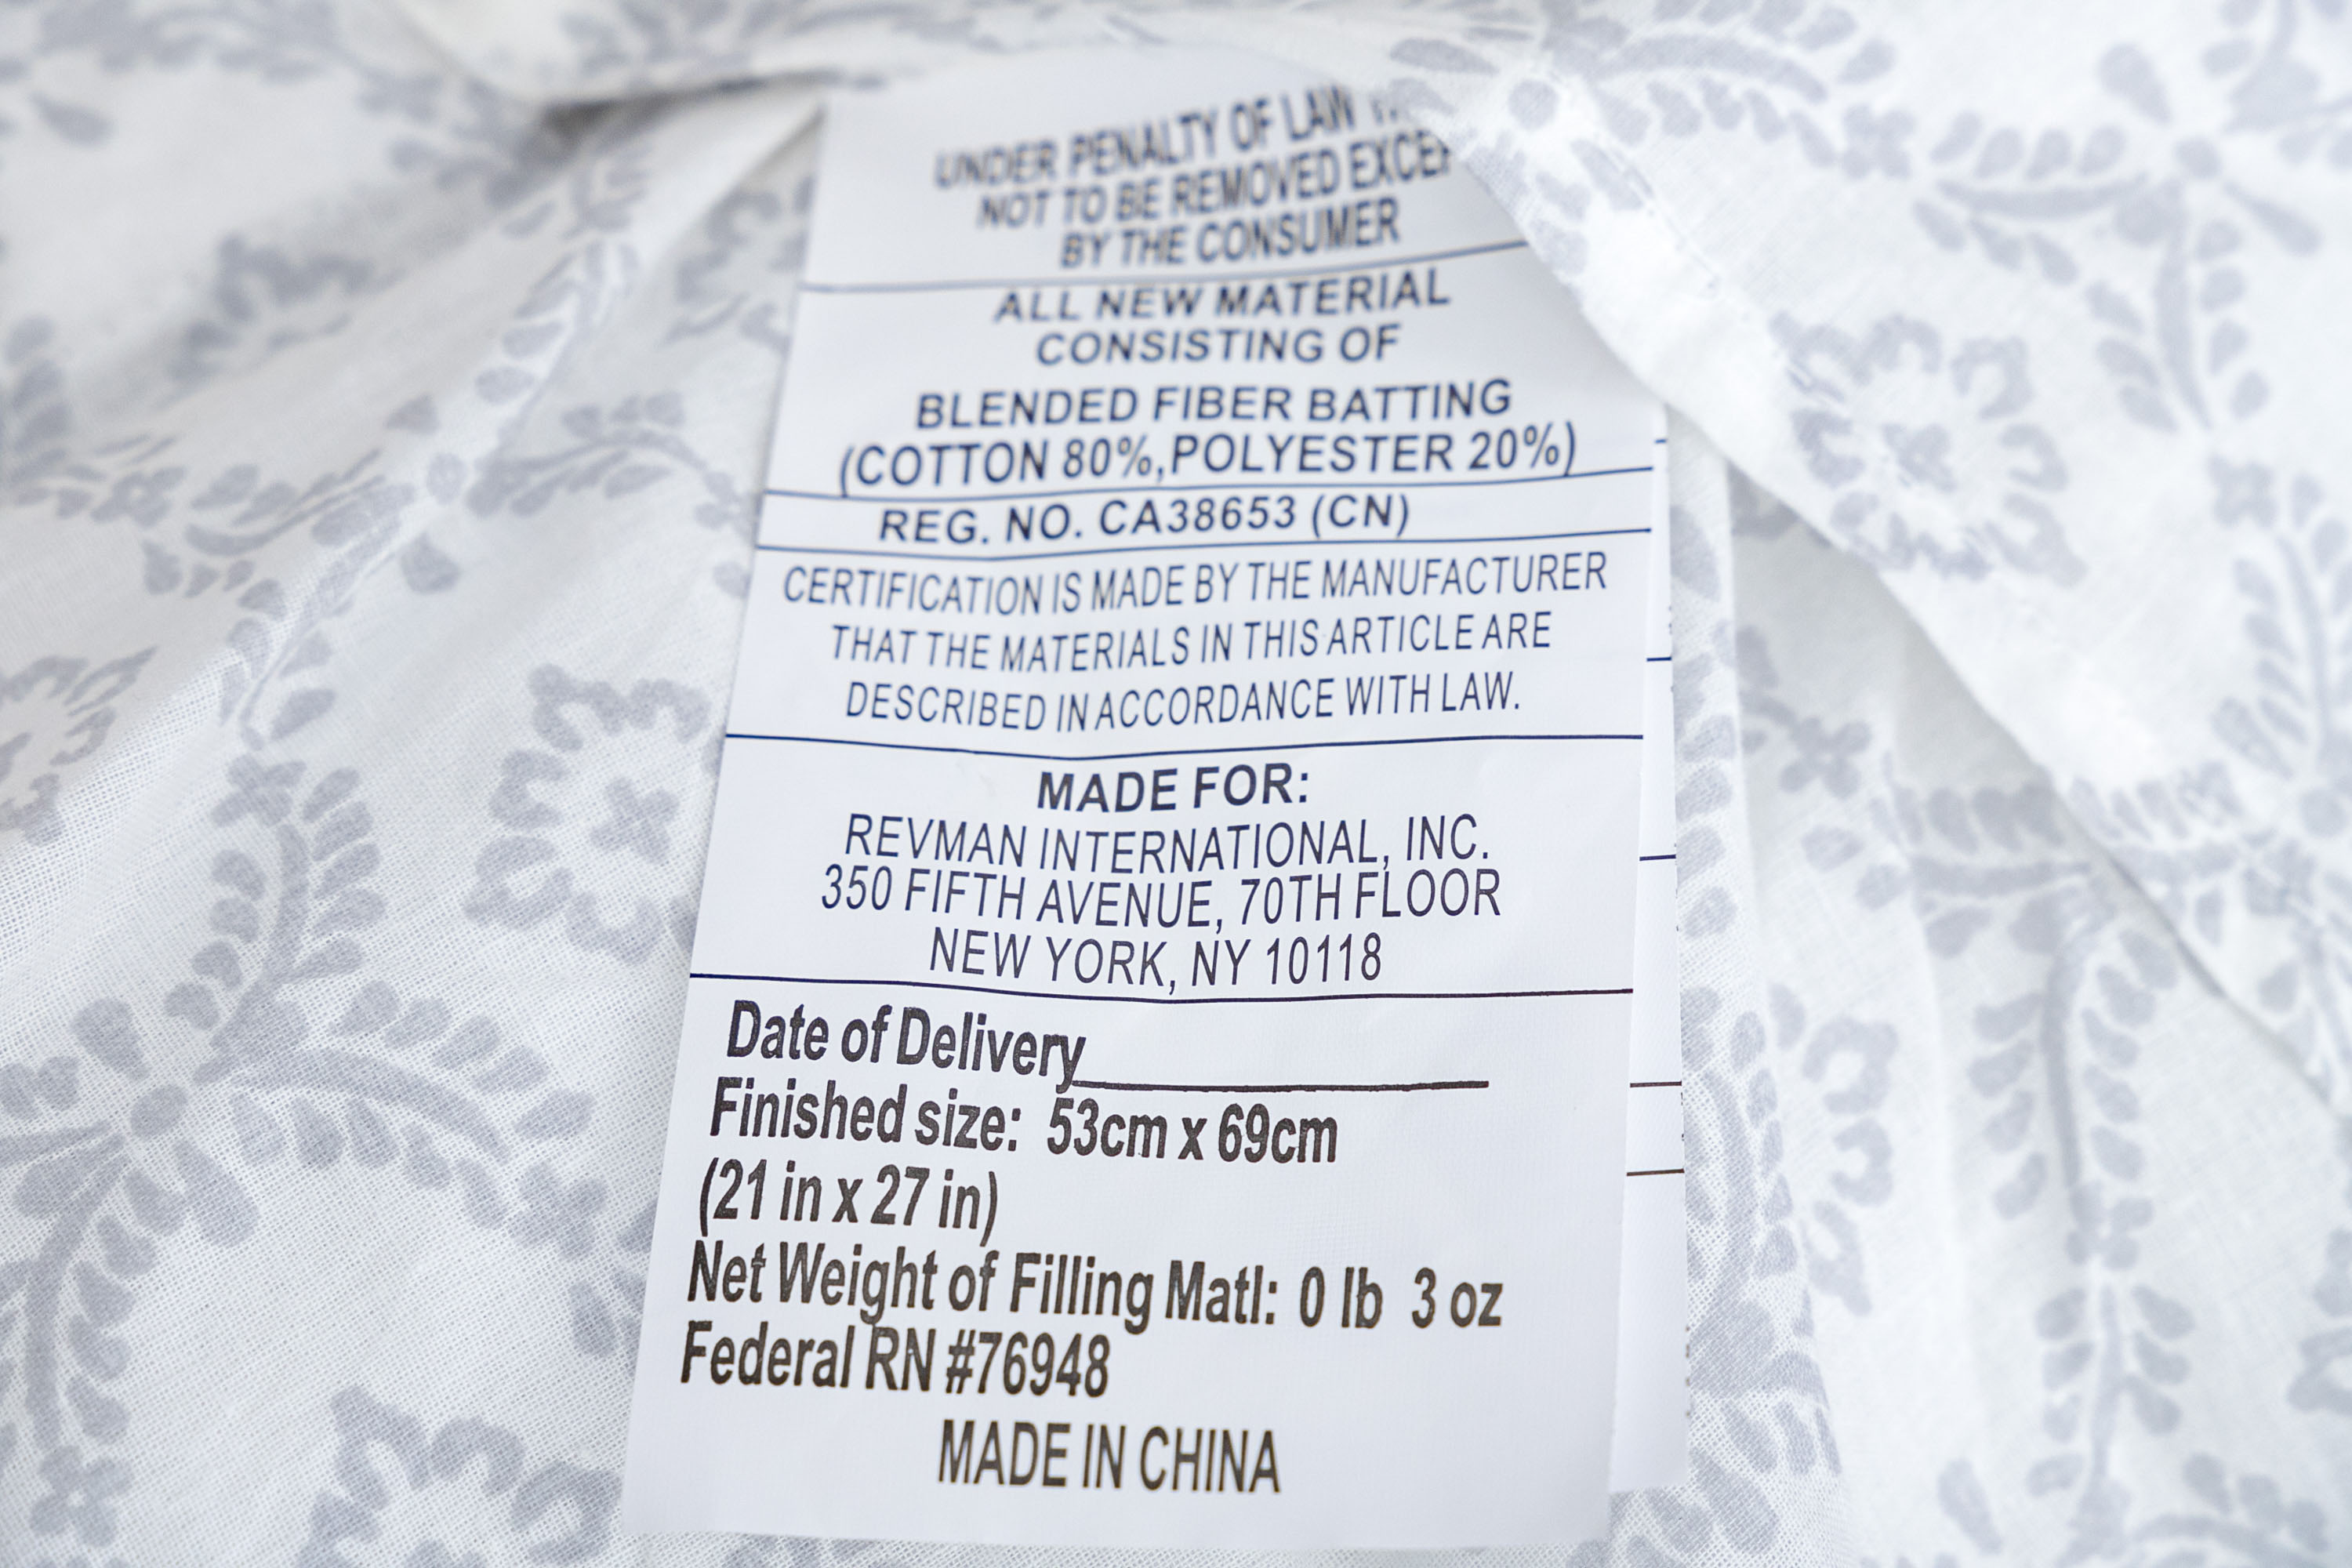 UNDER PENALTY OF LAW
NOT TO BE REMOVED
BY THE CONSUMER
ALL NEW MATERIAL
CONSISTING OF
BLENDED FIBER BATTING
(COTTON 80%,POLYESTER 20%)
REG. NO. CA38653 (CN)
CERTIFICATION IS MADE BY THE MANUFACTURER
THAT THE MATERIALS IN THIS ARTICLE ARE
DESCRIBED IN ACCORDANCE WITH LAW.
MADE FOR:
REVMAN INTERNATIONAL, INC.
350 FIFTH AVENUE, 70TH FLOOR
NEW YORK, NY 10118
Date of Delivery
Finished size: 53cm x 69cm
(21 in x 27 in)
Net Weight of Filling Matl: 0 lb 3 oz
Federal RN #76948
MADE IN CHINA